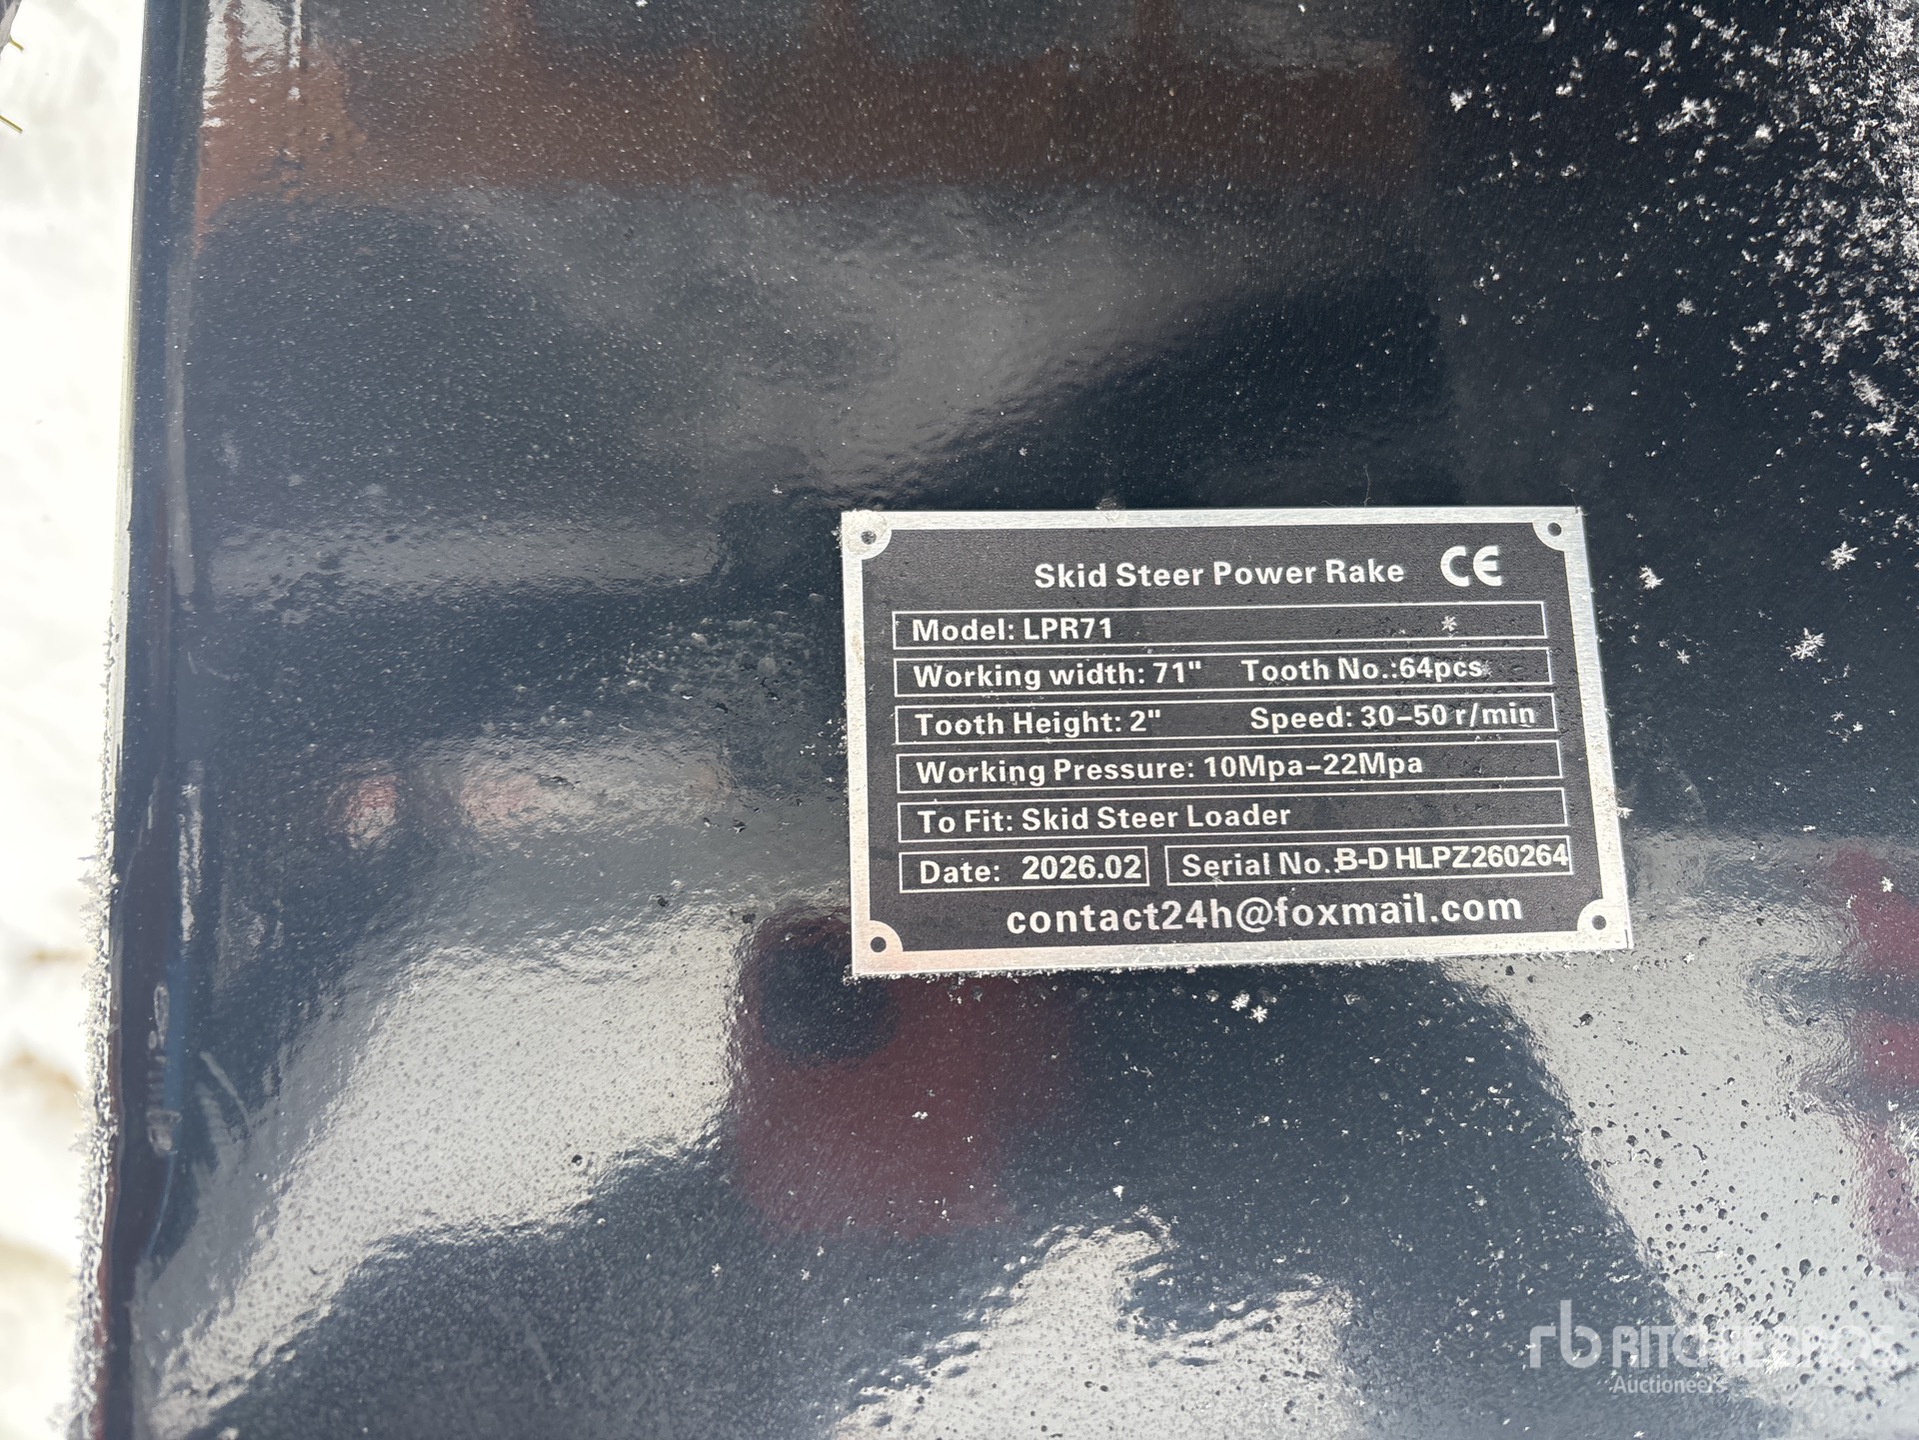 Skid Steer Power Rake CE
Model: LPR71
Working width: 71" Tooth No.:64pcs
Tooth Height: 2" Speed: 30-50 r/min
Working Pressure: 10Mpa-22Mpa
To Fit: Skid Steer Loader
Date: 2026.02 Serial No.:B-D HLPZ260264
contact24h@foxmail.com
rb RITCHIE BROS.
Auctioneers